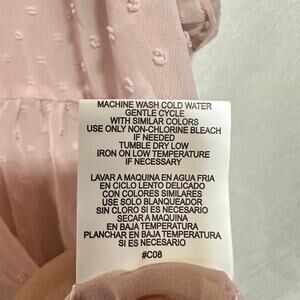 MACHINE WASH COLD WATER
GENTLE CYCLE
WITH SIMILAR COLORS
USE ONLY NON-CHLORINE BLEACH
IF NEEDED
TUMBLE DRY LOW
IRON ON LOW TEMPERATURE
IF NECESSARY
LAVAR A MAQUINA EN AGUA FRIA
EN CICLO LENTO DELICADO
CON COLORES SIMILARES
USE SOLO BLANQUEADOR
SIN CLORO SI ES NECESARIO
SECAR A MAQUINA
EN BAJA TEMPERATURA
PLANCHAR EN BAJA TEMPERATURA
SI ES NECESARIO
#C08